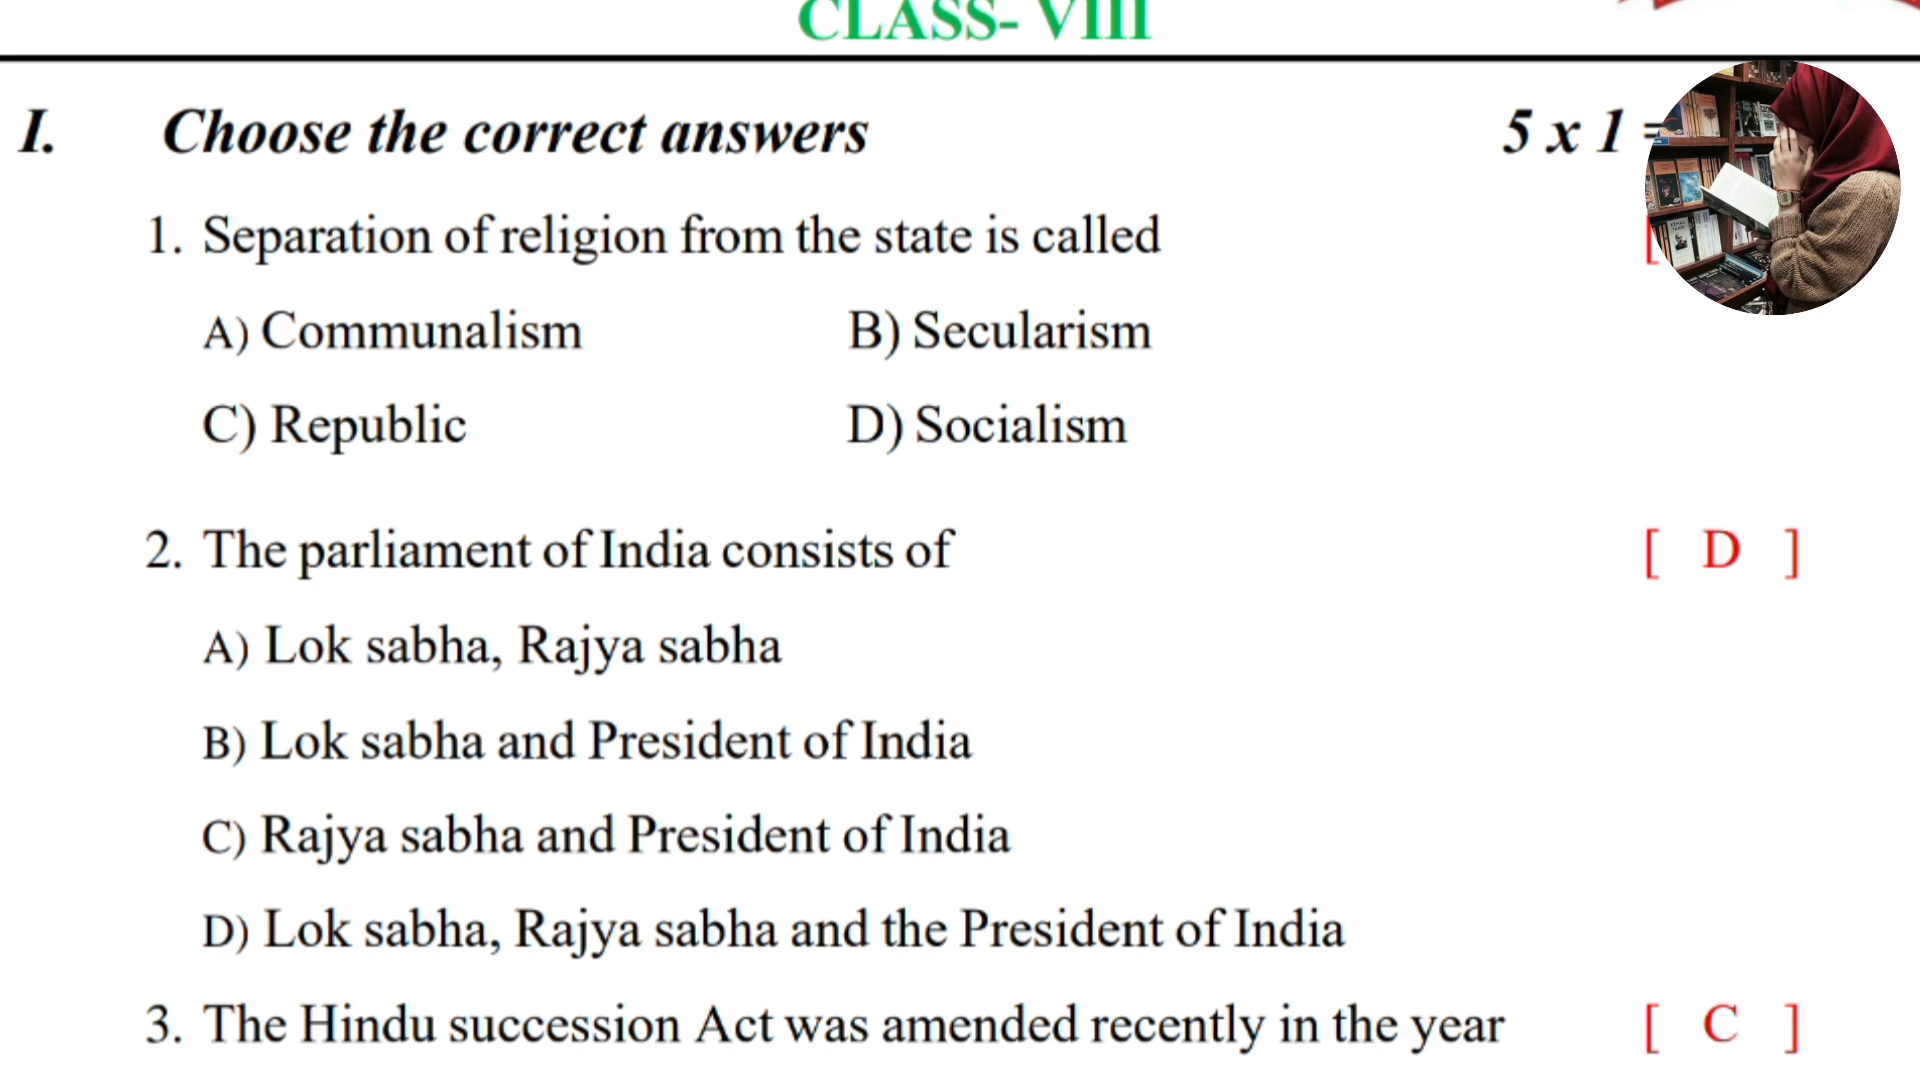 CLASS- VIII
I. Choose the correct answers 5 x 1 =
1. Separation of religion from the state is called [
A) Communalism B) Secularism
C) Republic D) Socialism
2. The parliament of India consists of [ D ]
A) Lok sabha, Rajya sabha
B) Lok sabha and President of India
C) Rajya sabha and President of India
D) Lok sabha, Rajya sabha and the President of India
3. The Hindu succession Act was amended recently in the year [ C ]